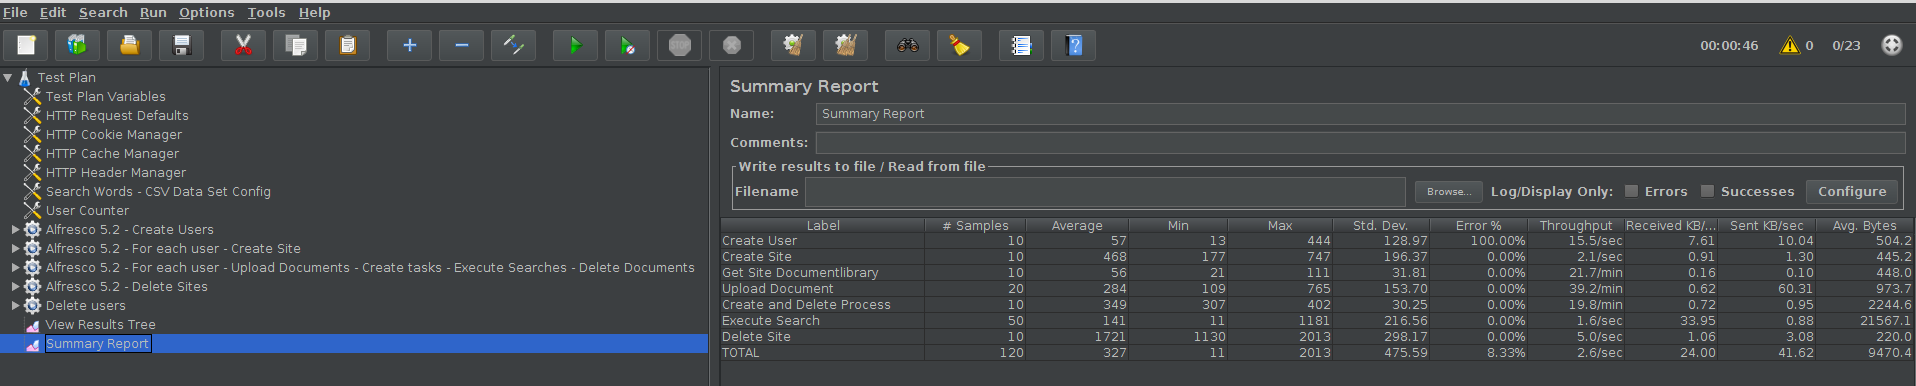 File Edit Search Run Options Tools Help
STOP 00:00:46 0 0/23
Test Plan
Test Plan Variables
HTTP Request Defaults
HTTP Cookie Manager
HTTP Cache Manager
HTTP Header Manager
Search Words - CSV Data Set Config
User Counter
Alfresco 5.2 - Create Users
Alfresco 5.2 - For each user - Create Site
Alfresco 5.2 - For each user - Upload Documents - Create tasks - Execute Searches - Delete Documents
Alfresco 5.2 - Delete Sites
Delete users
View Results Tree
Summary Report
Summary Report
Name: Summary Report
Comments:
Write results to file / Read from file
Filename Browse... Log/Display Only: Errors Successes Configure
Label # Samples Average Min Max Std. Dev. Error % Throughput Received KB/... Sent KB/sec Avg. Bytes
Create User 10 57 13 444 128.97 100.00% 15.5/sec 7.61 10.04 504.2
Create Site 10 468 177 747 196.37 0.00% 2.1/sec 0.91 1.30 445.2
Get Site Documentlibrary 10 56 21 111 31.81 0.00% 21.7/min 0.16 0.10 448.0
Upload Document 20 284 109 765 153.70 0.00% 39.2/min 0.62 60.31 973.7
Create and Delete Process 10 349 307 402 30.25 0.00% 19.8/min 0.72 0.95 2244.6
Execute Search 50 141 11 1181 216.56 0.00% 1.6/sec 33.95 0.88 21567.1
Delete Site 10 1721 1130 2013 298.17 0.00% 5.0/sec 1.06 3.08 220.0
TOTAL 120 327 11 2013 475.59 8.33% 2.6/sec 24.00 41.62 9470.4